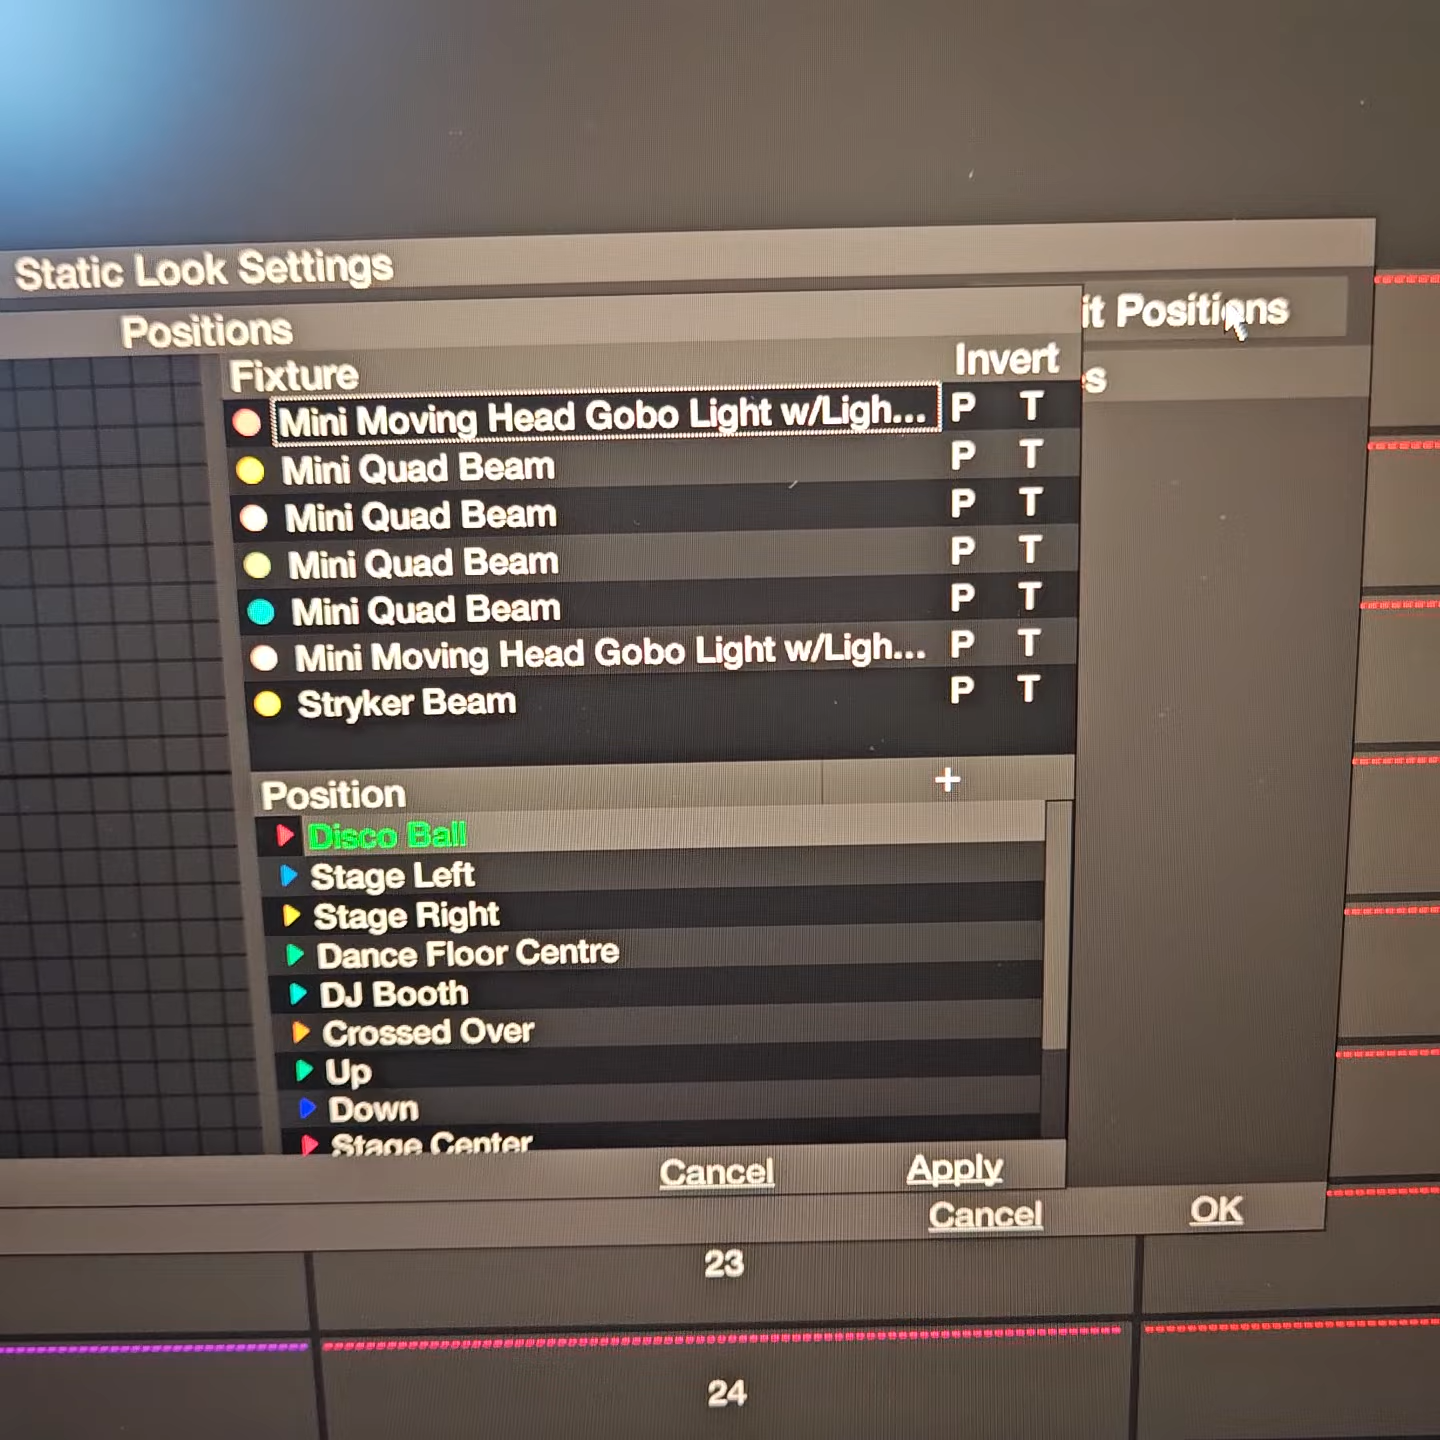 Static Look Settings
Positions
it Positions
Fixture
Invert
s
Mini Moving Head Gobo Light w/Ligh... P T
Mini Quad Beam P T
Mini Quad Beam P T
Mini Quad Beam P T
Mini Quad Beam P T
Mini Moving Head Gobo Light w/Ligh... P T
Stryker Beam P T
Position +
Disco Ball
Stage Left
Stage Right
Dance Floor Centre
DJ Booth
Crossed Over
Up
Down
Stage Center
Cancel Apply
Cancel OK
23
24